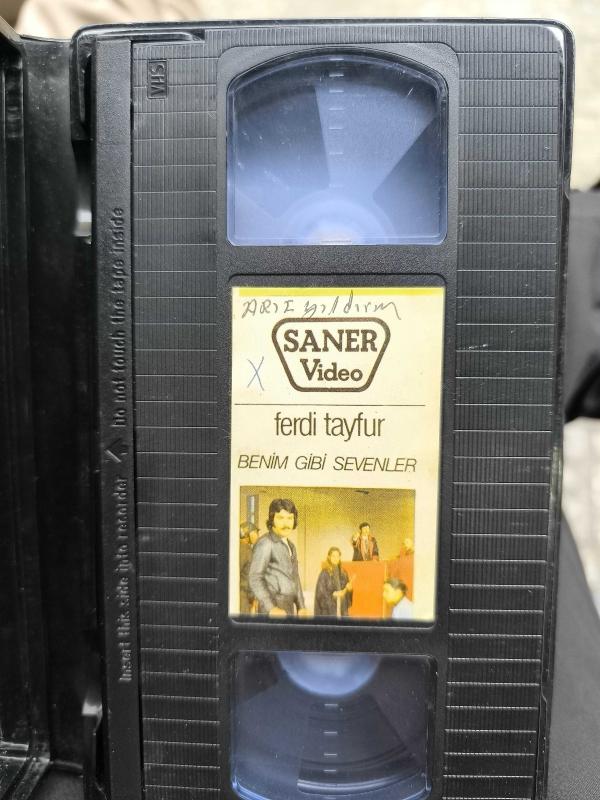 VHS
Do not touch the tape inside
Insert this side into recorder
ARIF yıldırım
X
SANER
Video
ferdi tayfur
BENİM GİBİ SEVENLER